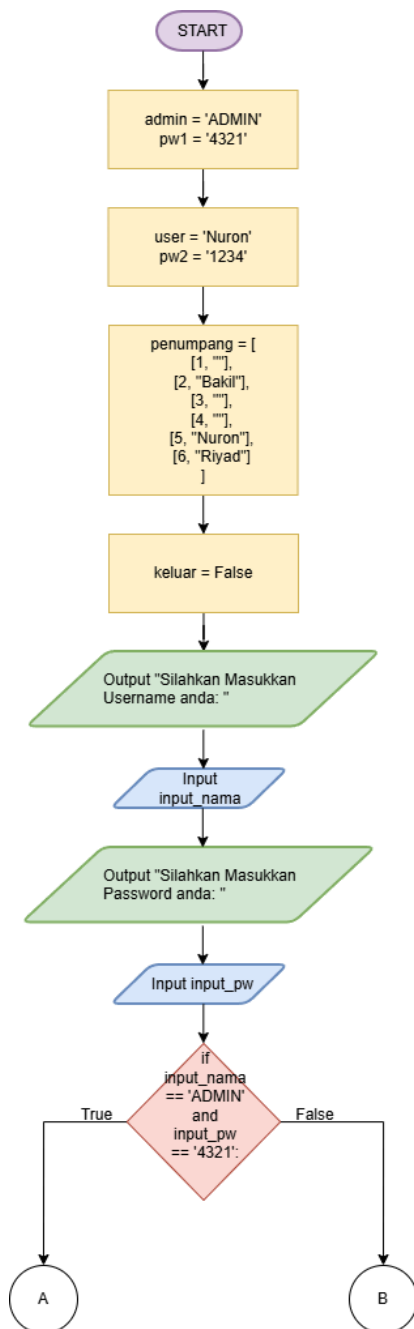 START
admin = 'ADMIN'
pw1 = '4321'
user = 'Nuron'
pw2 = '1234'
penumpang = [
[1, ""],
[2, "Bakil"],
[3, ""],
[4, ""],
[5, "Nuron"],
[6, "Riyad"]
]
keluar = False
Output "Silahkan Masukkan
Username anda: "
Input
input_nama
Output "Silahkan Masukkan
Password anda: "
Input input_pw
if
input_nama
== 'ADMIN'
and
input_pw
== '4321':
True
False
A
B